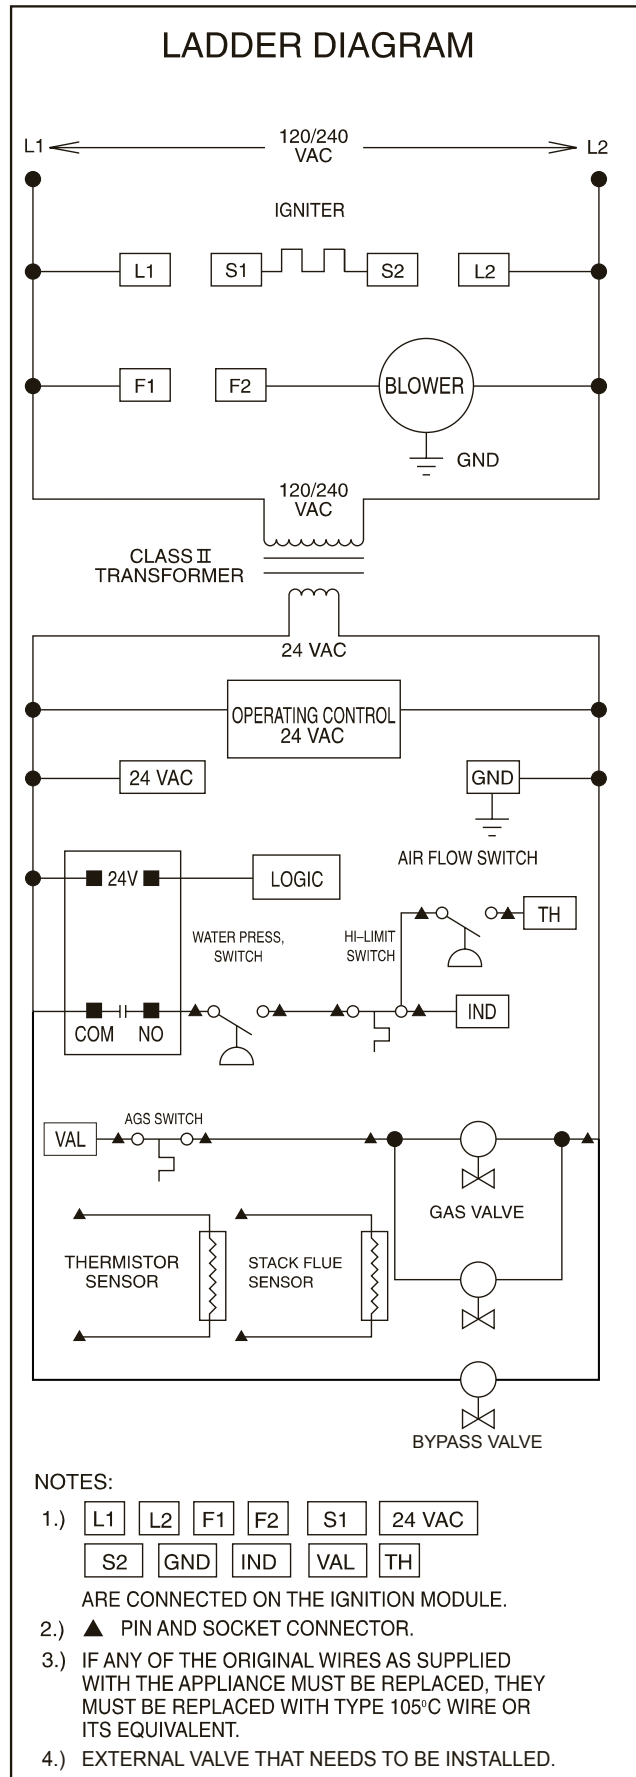 LADDER DIAGRAM
L1
120/240
VAC
L2
IGNITER
L1
S1
S2
L2
F1
F2
BLOWER
GND
120/240
VAC
CLASS II
TRANSFORMER
24 VAC
OPERATING CONTROL
24 VAC
24 VAC
GND
24V
LOGIC
AIR FLOW SWITCH
TH
WATER PRESS,
SWITCH
HI–LIMIT
SWITCH
COM
NO
IND
AGS SWITCH
VAL
GAS VALVE
THERMISTOR
SENSOR
STACK FLUE
SENSOR
BYPASS VALVE
NOTES:
1.) L1 L2 F1 F2 S1 24 VAC
S2 GND IND VAL TH
ARE CONNECTED ON THE IGNITION MODULE.
2.) ▲ PIN AND SOCKET CONNECTOR.
3.) IF ANY OF THE ORIGINAL WIRES AS SUPPLIED
WITH THE APPLIANCE MUST BE REPLACED, THEY
MUST BE REPLACED WITH TYPE 105⁰C WIRE OR
ITS EQUIVALENT.
4.) EXTERNAL VALVE THAT NEEDS TO BE INSTALLED.